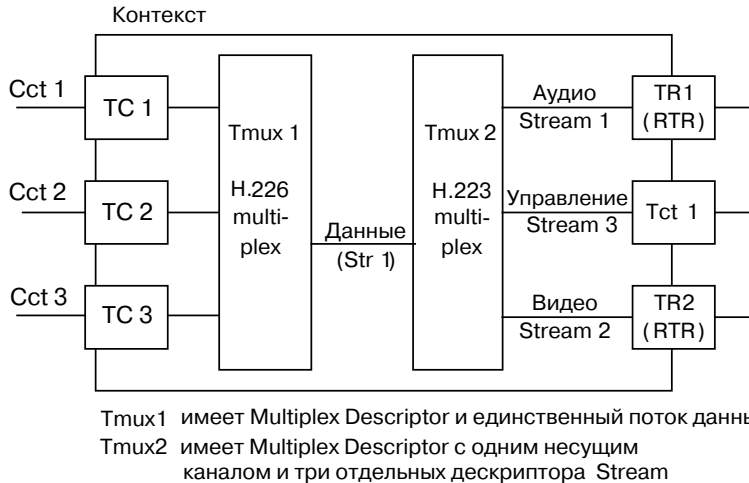 Контекст
Cct 1
TC 1
Cct 2
TC 2
Cct 3
TC 3
Tmux 1
H.226
multi-
plex
Данные
(Str 1)
Tmux 2
H.223
multi-
plex
Аудио
Stream 1
Управление
Stream 3
Видео
Stream 2
TR1
(RTR)
Tct 1
TR2
(RTR)
Tmux1 имеет Multiplex Descriptor и единственный поток данн
Tmux2 имеет Multiplex Descriptor с одним несущим
каналом и три отдельных дескриптора Stream